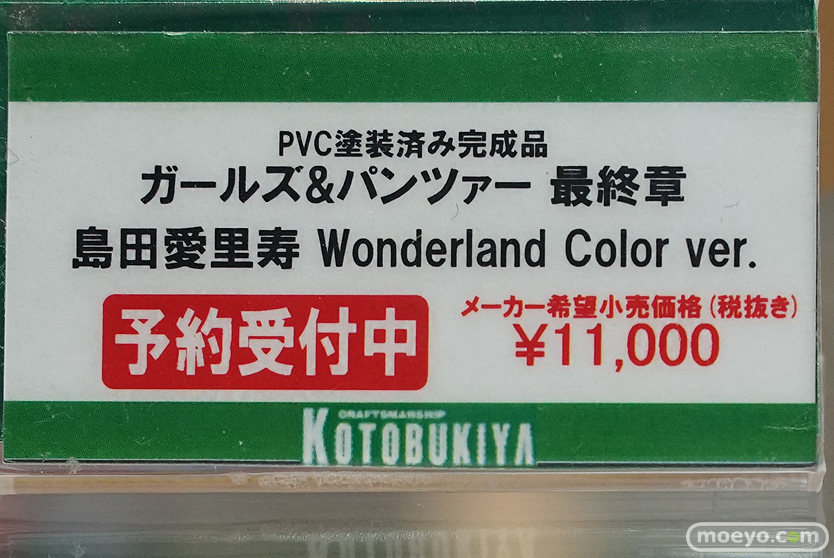 PVC塗装済み完成品
ガールズ&パンツァー 最終章
島田愛里寿 Wonderland Color ver.
予約受付中
メーカー希望小売価格(税抜き)
¥11,000
CRAFTSMANSHIP
KOTOBUKIYA
moeyo.com